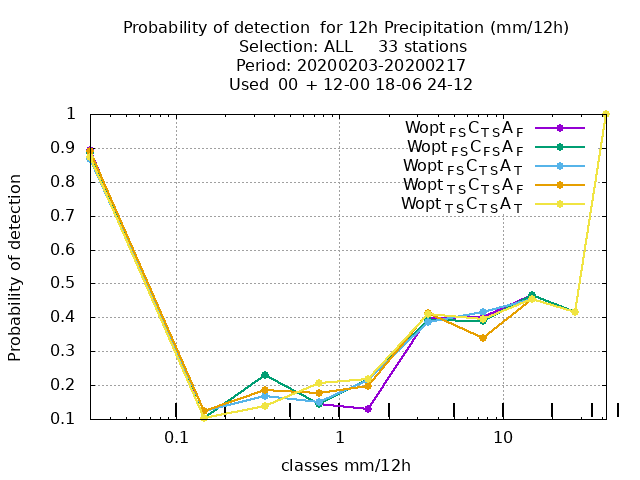 Probability of detection  for 12h Precipitation (mm/12h)
Selection: ALL     33 stations
Period: 20200203-20200217
Used  00  + 12-00 18-06 24-12
Wopt FS C TS A F
Wopt FS C FS A F
Wopt FS C TS A T
Wopt TS C TS A F
Wopt TS C TS A T
Probability of detection
1
0.9
0.8
0.7
0.6
0.5
0.4
0.3
0.2
0.1
0.1 1 10
classes mm/12h